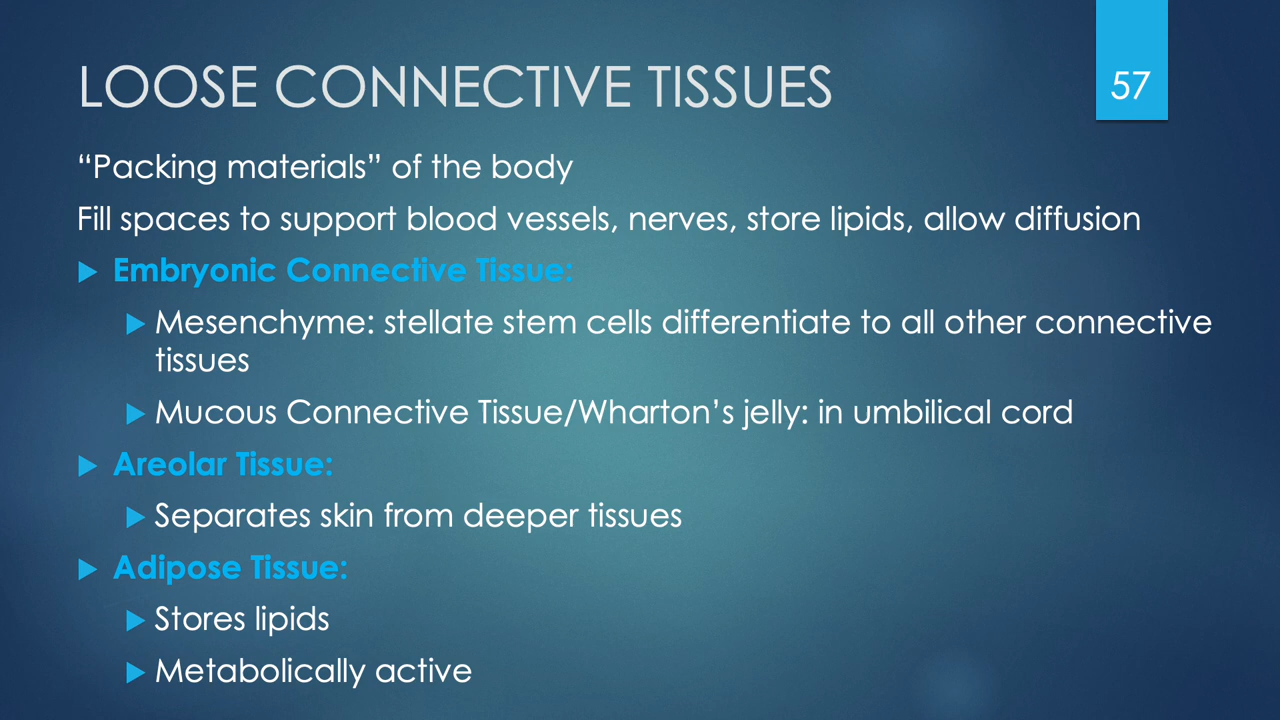 LOOSE CONNECTIVE TISSUES
57
“Packing materials” of the body
Fill spaces to support blood vessels, nerves, store lipids, allow diffusion
Embryonic Connective Tissue:
Mesenchyme: stellate stem cells differentiate to all other connective
tissues
Mucous Connective Tissue/Wharton’s jelly: in umbilical cord
Areolar Tissue:
Separates skin from deeper tissues
Adipose Tissue:
Stores lipids
Metabolically active